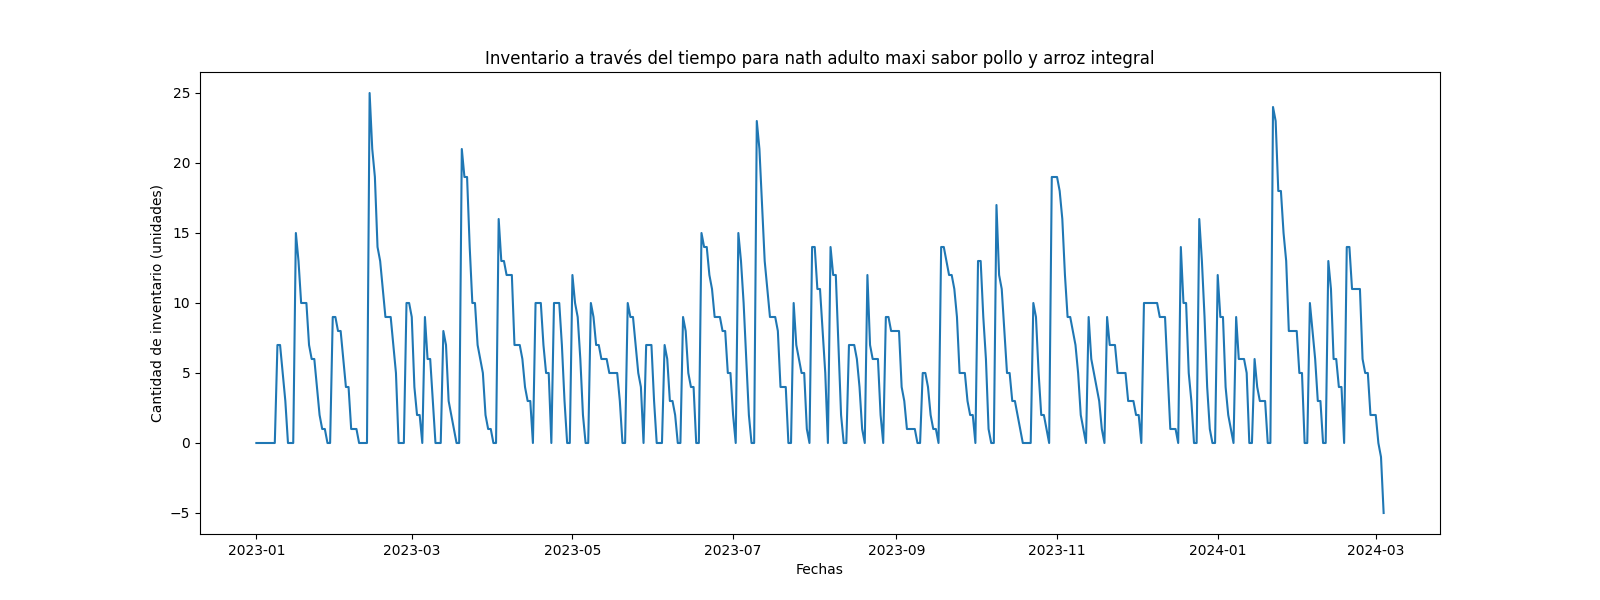 Inventario a través del tiempo para nath adulto maxi sabor pollo y arroz integral
Cantidad de inventario (unidades)
25
20
15
10
5
0
−5
2023-01 2023-03 2023-05 2023-07 2023-09 2023-11 2024-01 2024-03
Fechas